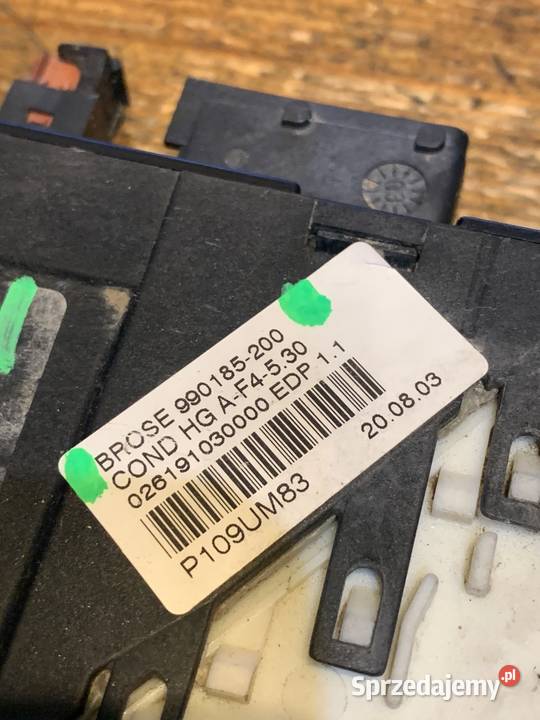 BROSE 990185-200
COND HG A-F4-5.30
026191030000 EDP 1.1
P109UM83
20.08.03
Sprzedajemy.pl